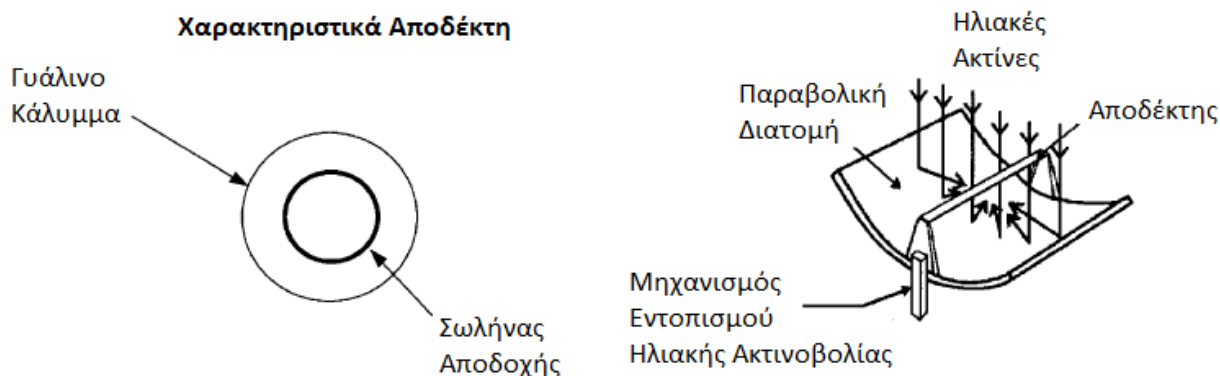 Χαρακτηριστικά Αποδέκτη
Γυάλινο
Κάλυμμα
Σωλήνας
Αποδοχής
Ηλιακές
Ακτίνες
Παραβολική
Διατομή
Αποδέκτης
Μηχανισμός
Εντοπισμού
Ηλιακής Ακτινοβολίας